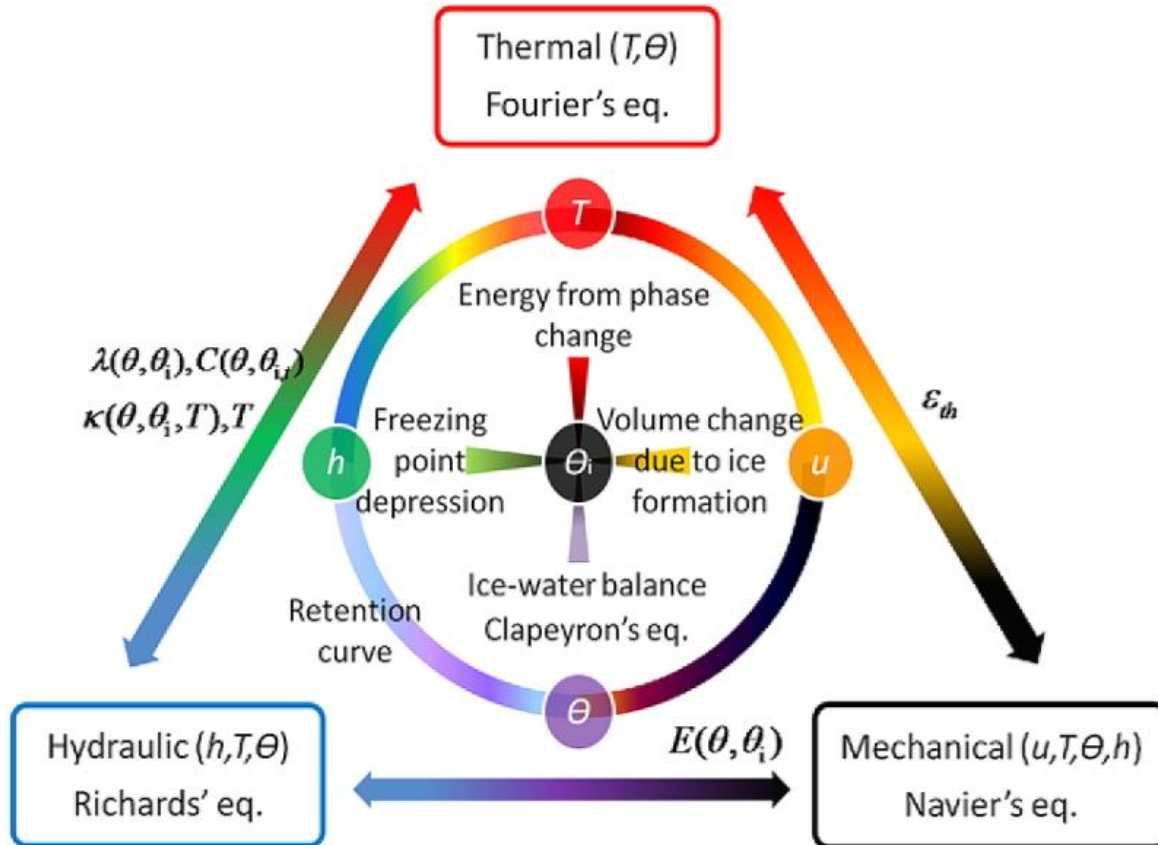 Thermal (T,Θ)
Fourier's eq.
T
Energy from phase
change
λ(θ,θi),C(θ,θi,t)
κ(θ,θi,T),T
εth
Freezing
point
depression
Volume change
due to ice
formation
h
Θi
u
Ice-water balance
Clapeyron's eq.
Retention
curve
Θ
E(θ,θi)
Hydraulic (h,T,Θ)
Richards' eq.
Mechanical (u,T,Θ,h)
Navier's eq.